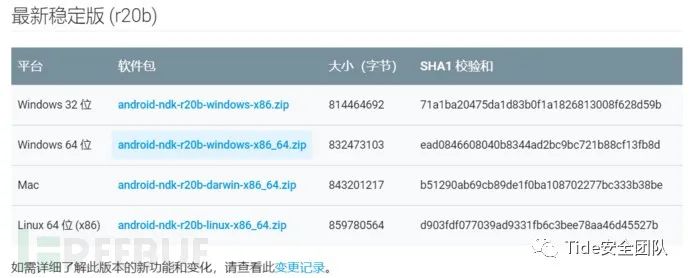 最新稳定版 (r20b)
平台 软件包 大小（字节） SHA1 校验和
Windows 32 位 android-ndk-r20b-windows-x86.zip 814464692 71a1ba20475da1d83b0f1a1826813008f628d59b
Windows 64 位 android-ndk-r20b-windows-x86_64.zip 832473103 ead0846608040b8344ad2bc9bc721b88cf13fb8d
Mac android-ndk-r20b-darwin-x86_64.zip 843201217 b51290ab69cb89de1f0ba108702277bc333b38be
Linux 64 位 (x86) android-ndk-r20b-linux-x86_64.zip 859780564 d903fdf077039ad9331fb6c3bee78aa46d45527b
REEBUF
Tide安全团队
如需详细了解此版本的新功能和变化，请查看此变更记录。